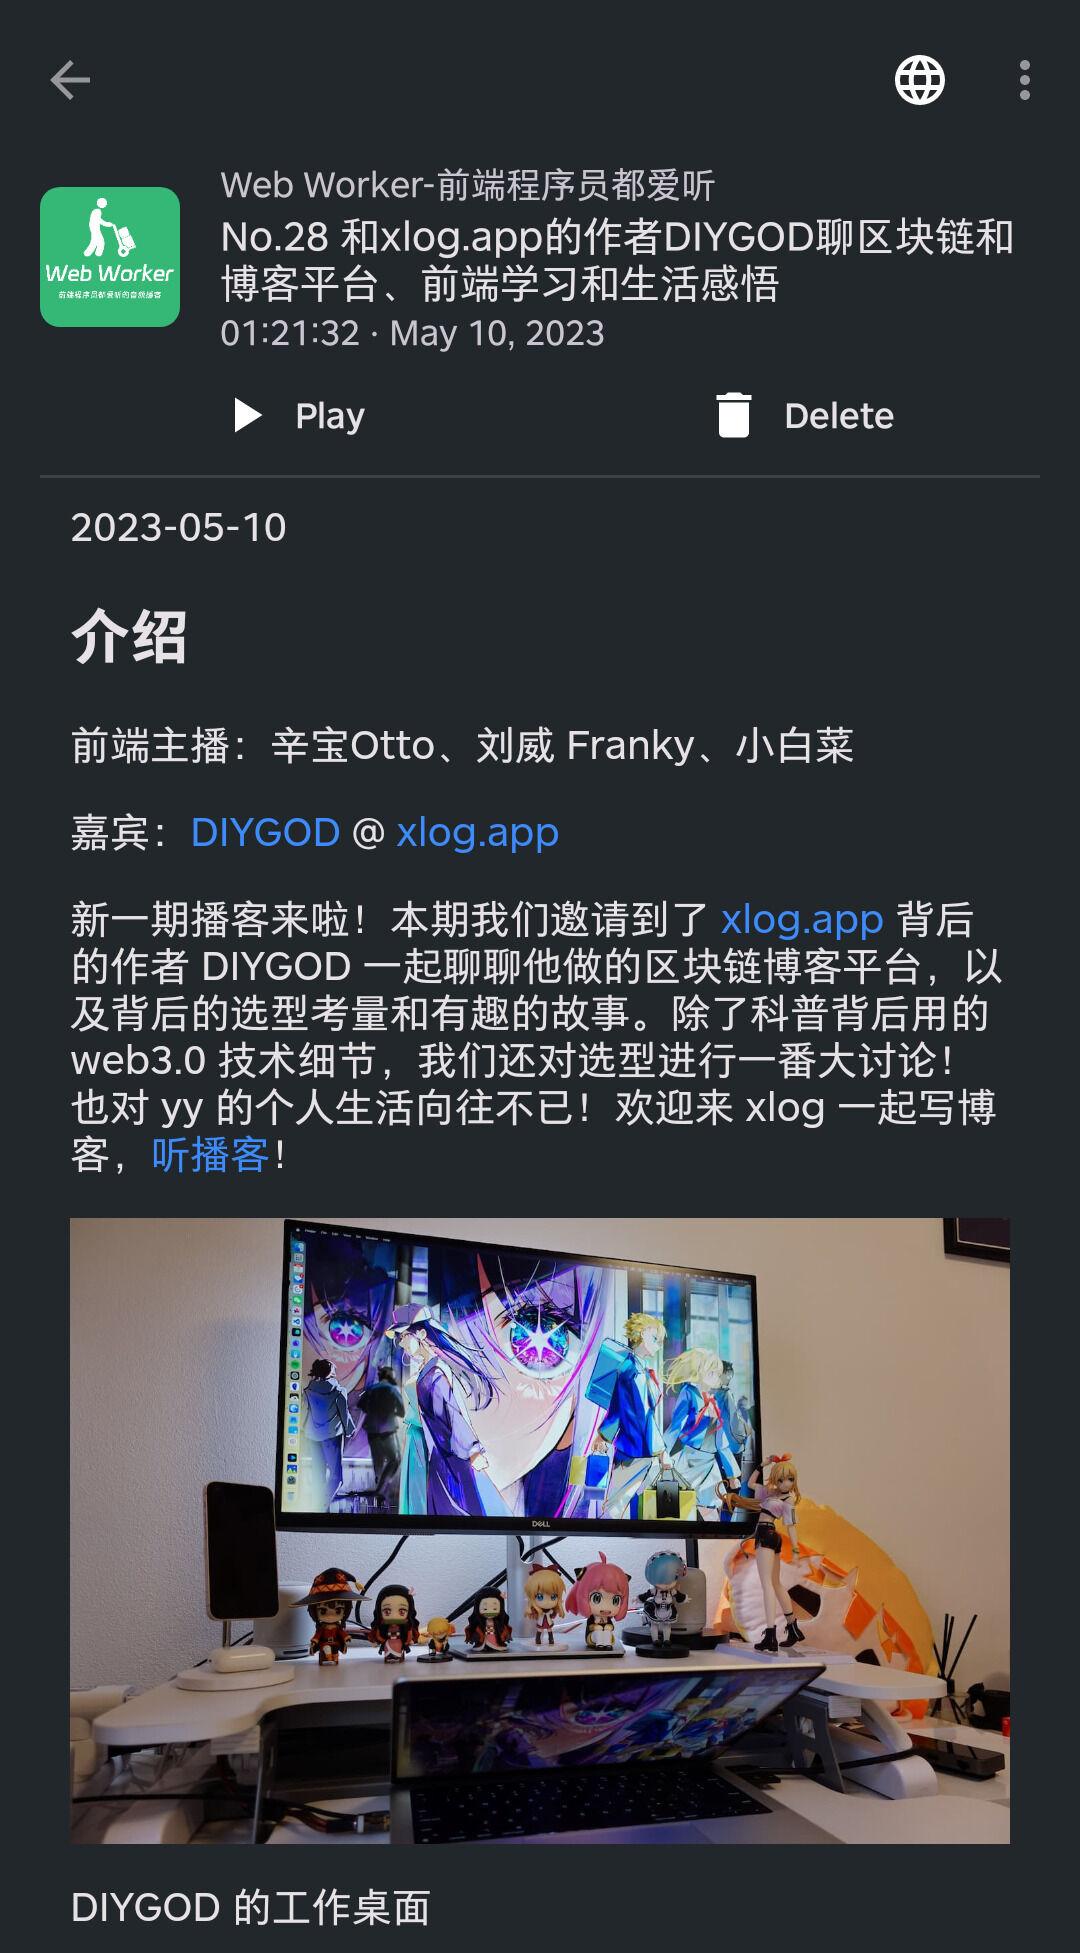 Web Worker-前端程序员都爱听
Web Worker
前端程序员都爱听的音频播客
No.28 和xlog.app的作者DIYGOD聊区块链和
博客平台、前端学习和生活感悟
01:21:32 · May 10, 2023
Play
Delete
2023-05-10
介绍
前端主播：辛宝Otto、刘威 Franky、小白菜
嘉宾：DIYGOD @ xlog.app
新一期播客来啦！本期我们邀请到了 xlog.app 背后
的作者 DIYGOD 一起聊聊他做的区块链博客平台，以
及背后的选型考量和有趣的故事。除了科普背后用的
web3.0 技术细节，我们还对选型进行一番大讨论！
也对 yy 的个人生活向往不已！欢迎来 xlog 一起写博
客，听播客！
DELL
DIYGOD 的工作桌面